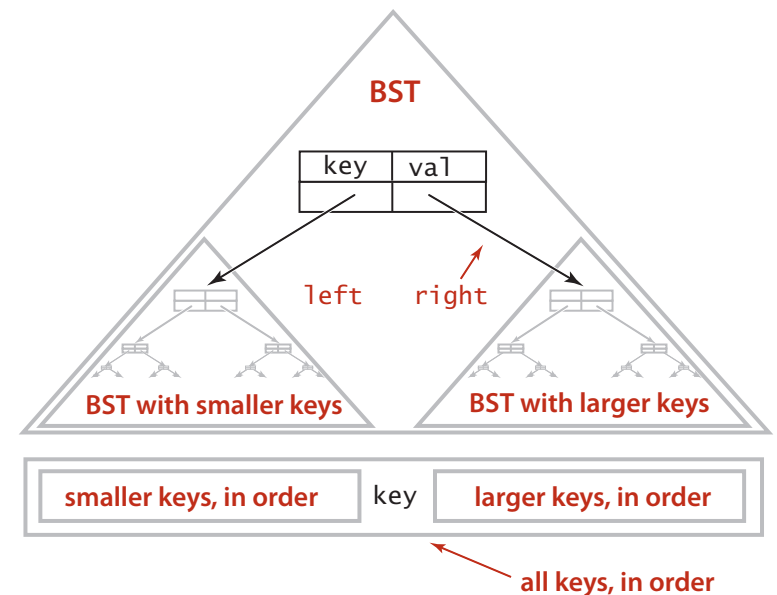 BST
key val
left right
BST with smaller keys BST with larger keys
smaller keys, in order key larger keys, in order
all keys, in order